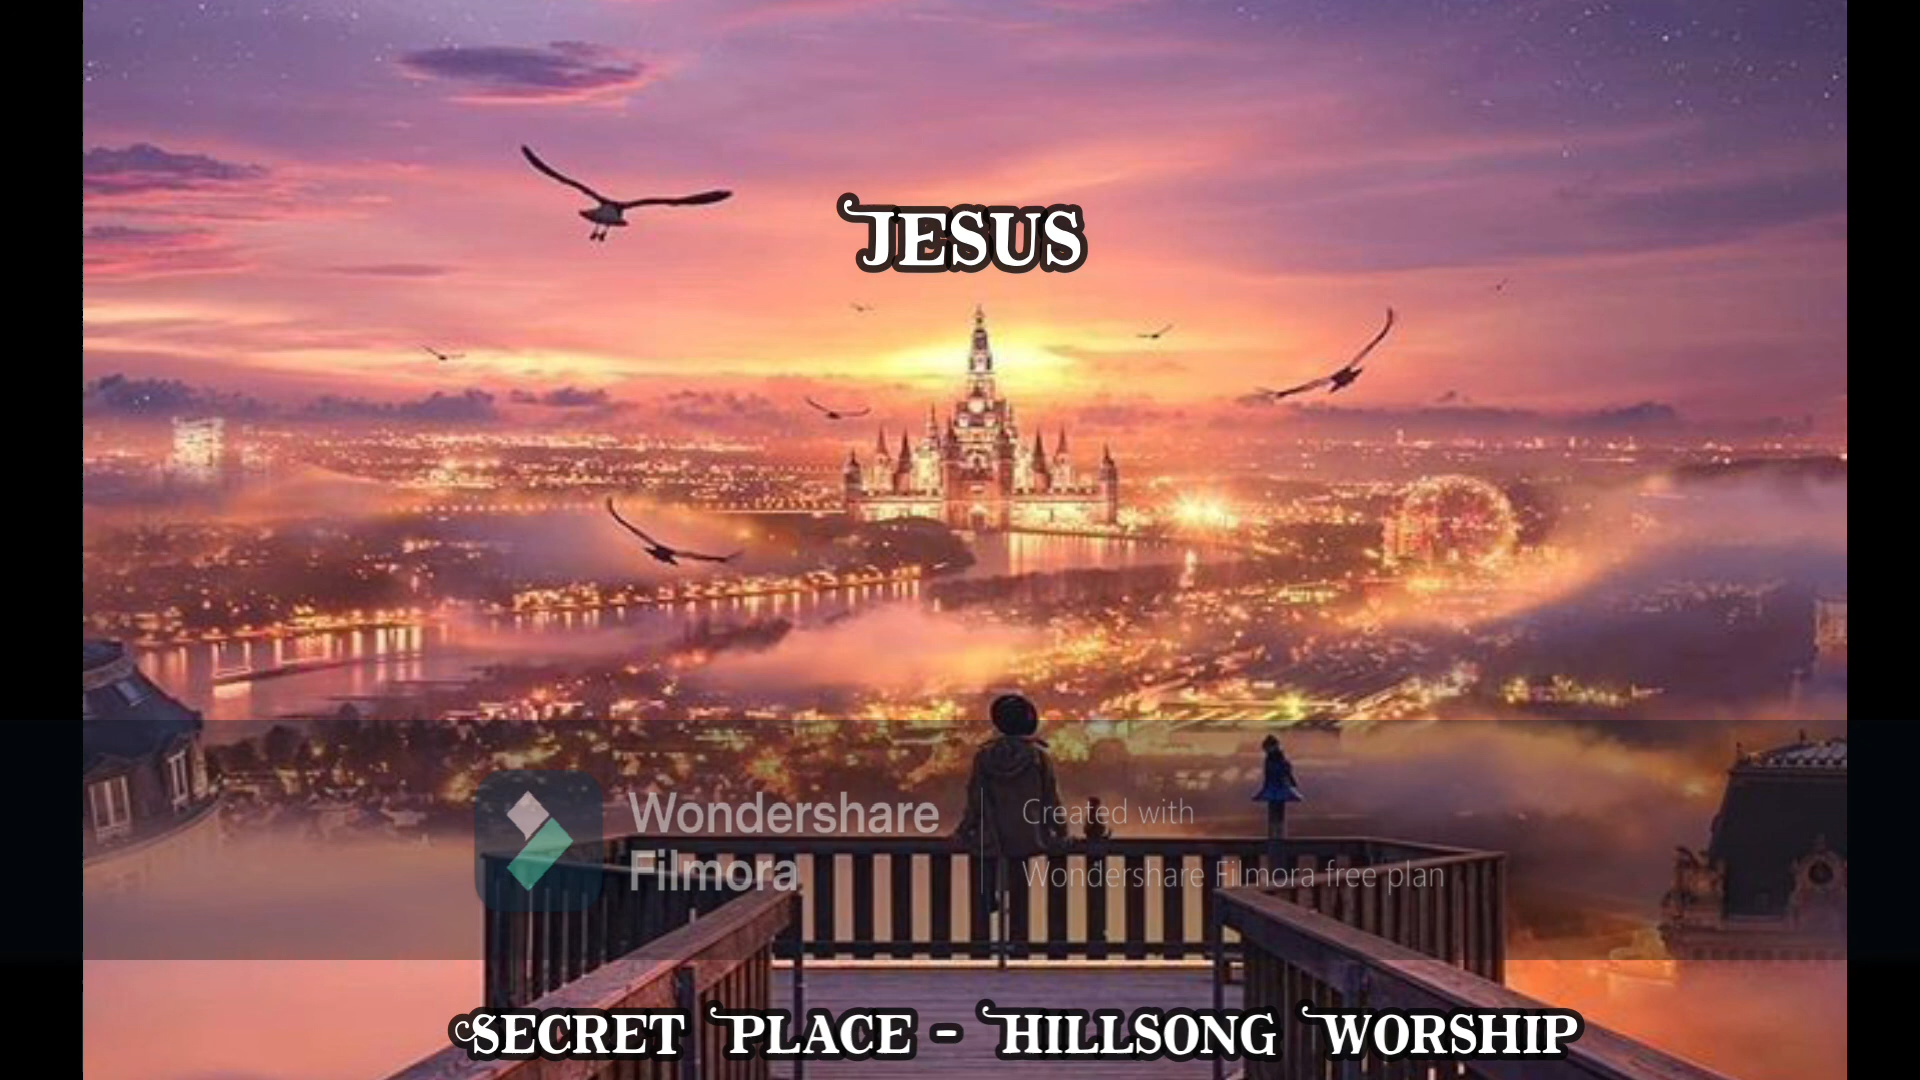 JESUS
Wondershare
Filmora
Created with
Wondershare Filmora free plan
SECRET PLACE - HILLSONG WORSHIP